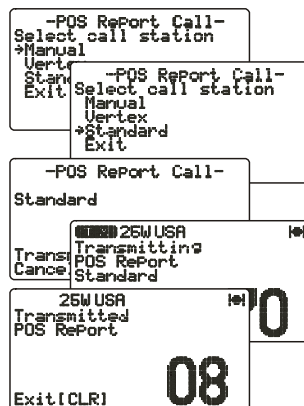 -POS RePort Call-
Select call station
→Manual
Verte
Stan
Exit
-POS RePort Call-
Select call station
Manual
Vertex
→Standard
Exit
-POS RePort Call-
Standard
Transm
Cance
25W USA
Transmitting
POS RePort
Standard
70
25W USA
Transmitted
POS RePort
08
Exit[CLR]